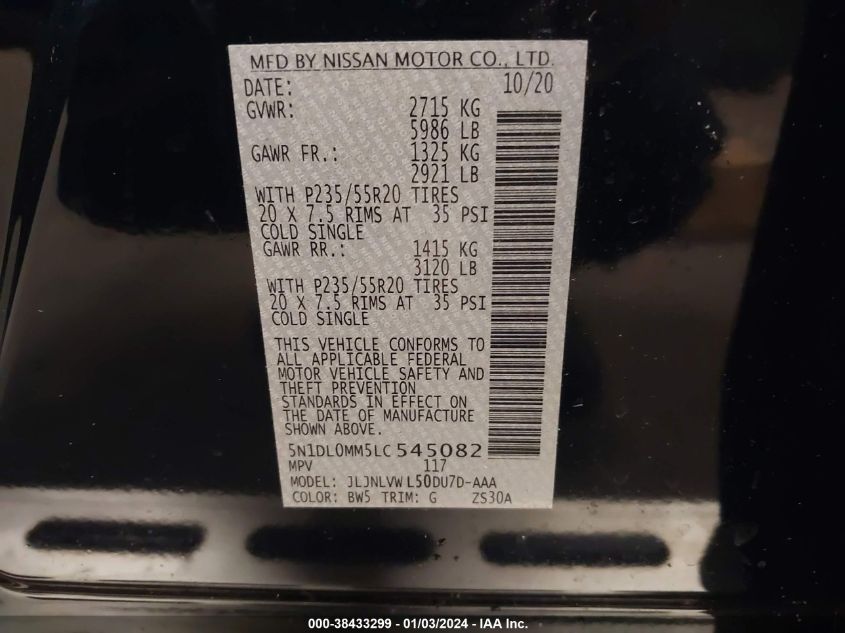 MFD BY NISSAN MOTOR CO., LTD.
DATE: 10/20
GVWR: 2715 KG
5986 LB
GAWR FR.: 1325 KG
2921 LB
WITH P235/55R20 TIRES
20 X 7.5 RIMS AT 35 PSI
COLD SINGLE
GAWR RR.: 1415 KG
3120 LB
WITH P235/55R20 TIRES
20 X 7.5 RIMS AT 35 PSI
COLD SINGLE
THIS VEHICLE CONFORMS TO
ALL APPLICABLE FEDERAL
MOTOR VEHICLE SAFETY AND
THEFT PREVENTION
STANDARDS IN EFFECT ON
THE DATE OF MANUFACTURE
SHOWN ABOVE.
5N1DL0MM5LC 545082
MPV 117
MODEL: JLJNLVW L50DU7D-AAA
COLOR: BW5 TRIM: G ZS30A
000-38433299 - 01/03/2024 - IAA Inc.